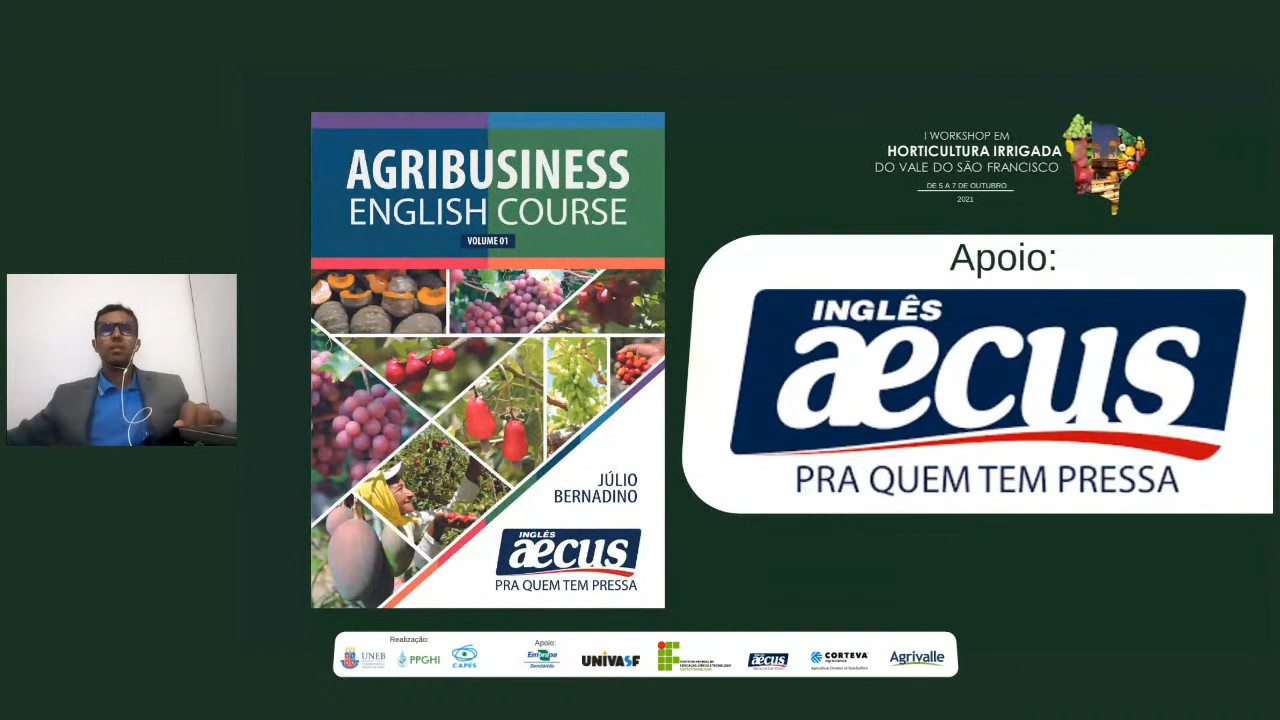 AGRIBUSINESS
ENGLISH COURSE
VOLUME 01
JÚLIO
BERNADINO
INGLÊS
aecus
PRA QUEM TEM PRESSA
I WORKSHOP EM
HORTICULTURA IRRIGADA
DO VALE DO SÃO FRANCISCO
DE 5 A 7 DE OUTUBRO
2021
Apoio:
INGLÊS
aecus
PRA QUEM TEM PRESSA
Realização:
UNEB
PPGHI
CAPES
Apoio:
Embrapa
Semiárido
UNIVASF
aecus
CORTEVA
agriscience
Agrivalle